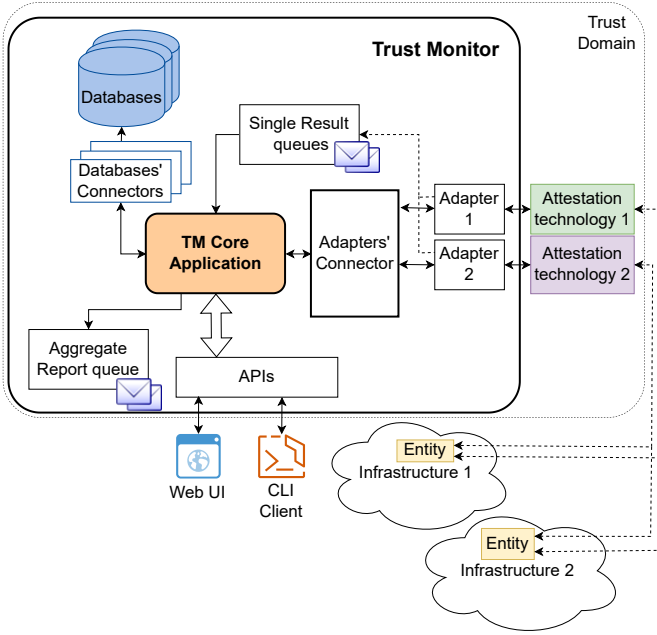 Trust
Domain
Trust Monitor
Databases
Single Result
queues
Databases'
Connectors
Adapter
1
Attestation
technology 1
TM Core
Application
Adapters'
Connector
Adapter
2
Attestation
technology 2
Aggregate
Report queue
APIs
Web UI
CLI
Client
Entity
Infrastructure 1
Entity
Infrastructure 2